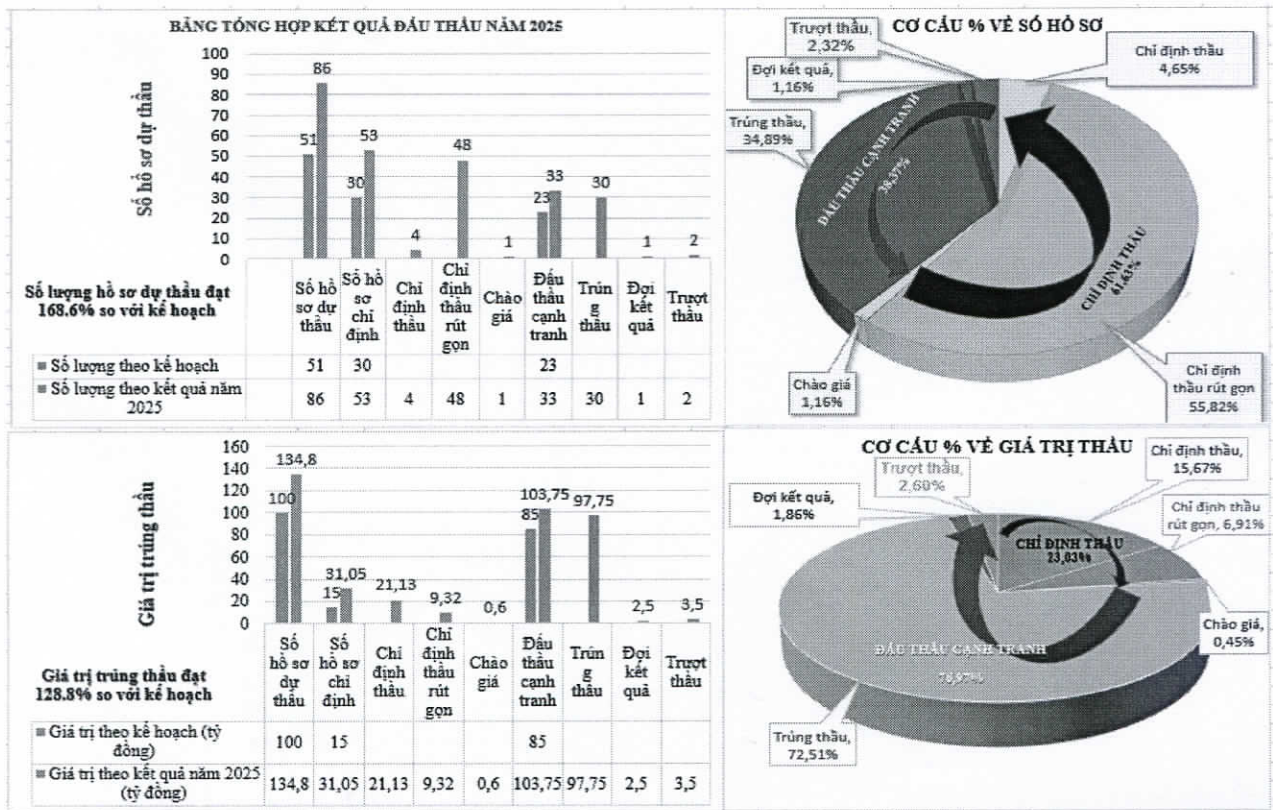 BẢNG TỔNG HỢP KẾT QUẢ ĐẤU THẦU NĂM 2025
Số hồ sơ dự thầu
100
90
80
70
60
50
40
30
20
10
0
51
86
30
53
4
48
1
23
33
30
1
2
Số lượng hồ sơ dự thầu đạt
168.6% so với kế hoạch
Số hồ sơ dự thầu
Số hồ sơ chỉ định
Chỉ định thầu
Chỉ định thầu rút gọn
Chào giá
Đấu thầu cạnh tranh
Trúng thầu
Đợi kết quả
Trượt thầu
Số lượng theo kế hoạch 51 30 23
Số lượng theo kết quả năm
2025 86 53 4 48 1 33 30 1 2
CƠ CẤU % VỀ SỐ HỒ SƠ
Trượt thầu,
2,32%
Đợi kết quả,
1,16%
Trúng thầu,
34,89%
Chỉ định thầu
4,65%
ĐẤU THẦU CẠNH TRANH
38,37%
CHỈ ĐỊNH THẦU
61,63%
Chào giá
1,16%
Chỉ định
thầu rút gọn
55,82%
Giá trị trúng thầu
160
140
120
100
80
60
40
20
0
100
134,8
15
31,05
21,13
9,32
0,6
85
103,75
97,75
2,5
3,5
Giá trị trúng thầu đạt
128.8% so với kế hoạch
Số hồ sơ dự thầu
Số hồ sơ chỉ định
Chỉ định thầu
Chỉ định thầu rút gọn
Chào giá
Đấu thầu cạnh tranh
Trúng thầu
Đợi kết quả
Trượt thầu
Giá trị theo kế hoạch (tỷ
đồng) 100 15 85
Giá trị theo kết quả năm 2025
(tỷ đồng) 134,8 31,05 21,13 9,32 0,6 103,75 97,75 2,5 3,5
CƠ CẤU % VỀ GIÁ TRỊ THẦU
Trượt thầu,
2,60%
Đợi kết quả,
1,86%
Chỉ định thầu,
15,67%
Chỉ định thầu
rút gọn, 6,91%
CHỈ ĐỊNH THẦU
23,03%
Chào giá,
0,45%
ĐẤU THẦU CẠNH TRANH
76,97%
Trúng thầu,
72,51%